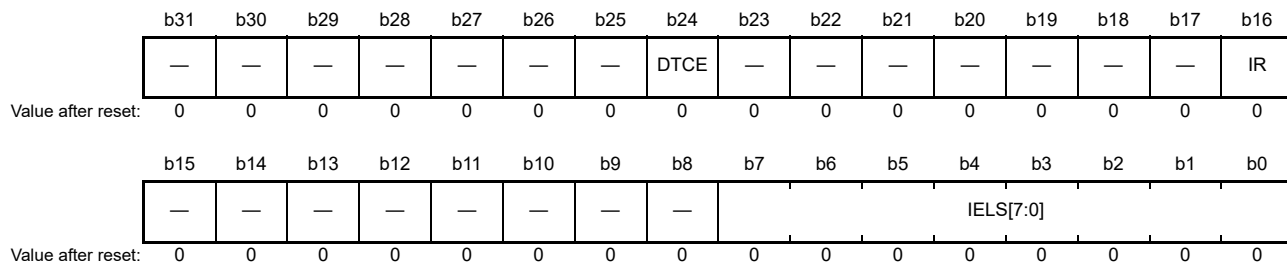 b31 b30 b29 b28 b27 b26 b25 b24 b23 b22 b21 b20 b19 b18 b17 b16
— — — — — — — DTCE — — — — — — — IR
Value after reset: 0 0 0 0 0 0 0 0 0 0 0 0 0 0 0 0
b15 b14 b13 b12 b11 b10 b9 b8 b7 b6 b5 b4 b3 b2 b1 b0
— — — — — — — — IELS[7:0]
Value after reset: 0 0 0 0 0 0 0 0 0 0 0 0 0 0 0 0